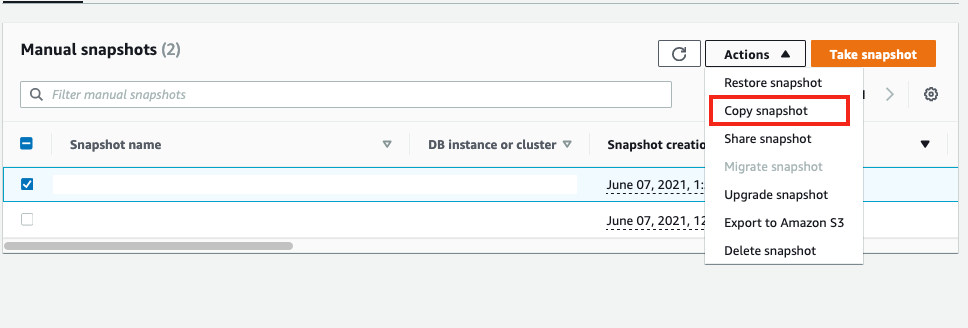 Manual snapshots (2)
Actions
Take snapshot
Filter manual snapshots
Restore snapshot
Copy snapshot
Share snapshot
Migrate snapshot
Upgrade snapshot
Export to Amazon S3
Delete snapshot
Snapshot name
DB instance or cluster
Snapshot creatio
June 07, 2021, 1:
June 07, 2021, 12